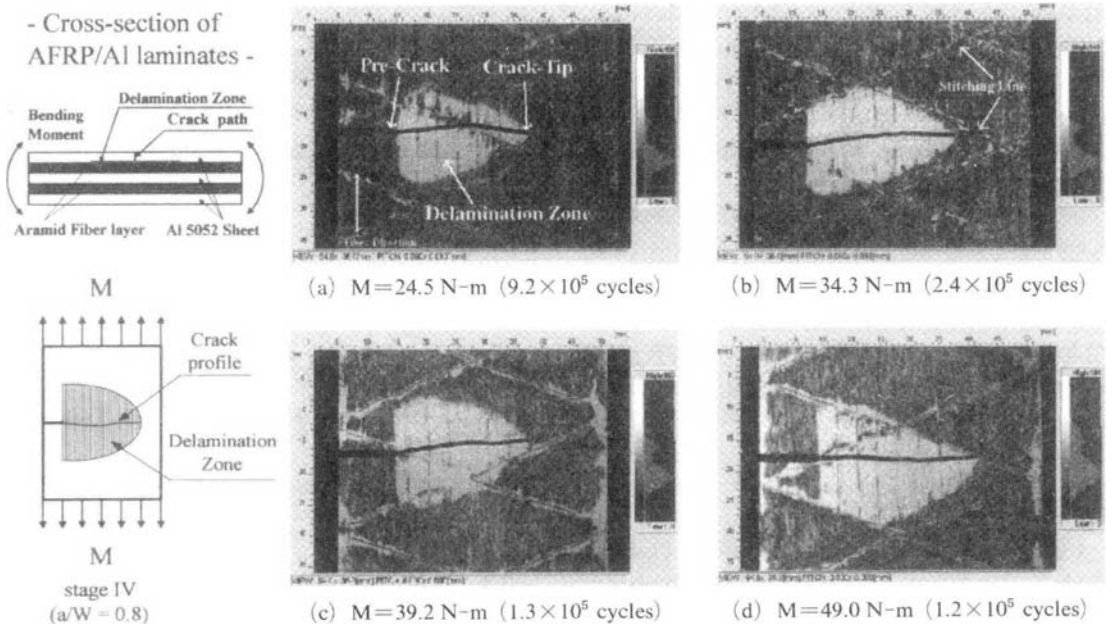 - Cross-section of
AFRP/Al laminates -
Delamination Zone
Bending
Moment
Crack path
Aramid Fiber layer
Al 5052 Sheet
M
Crack
profile
Delamination
Zone
M
stage IV
(a/W = 0.8)
Pre-Crack
Crack-Tip
Delamination Zone
Fiber Direction
(a) M=24.5 N-m (9.2×10⁵ cycles)
Stitching Line
(b) M=34.3 N-m (2.4×10⁵ cycles)
(c) M=39.2 N-m (1.3×10⁵ cycles)
(d) M=49.0 N-m (1.2×10⁵ cycles)